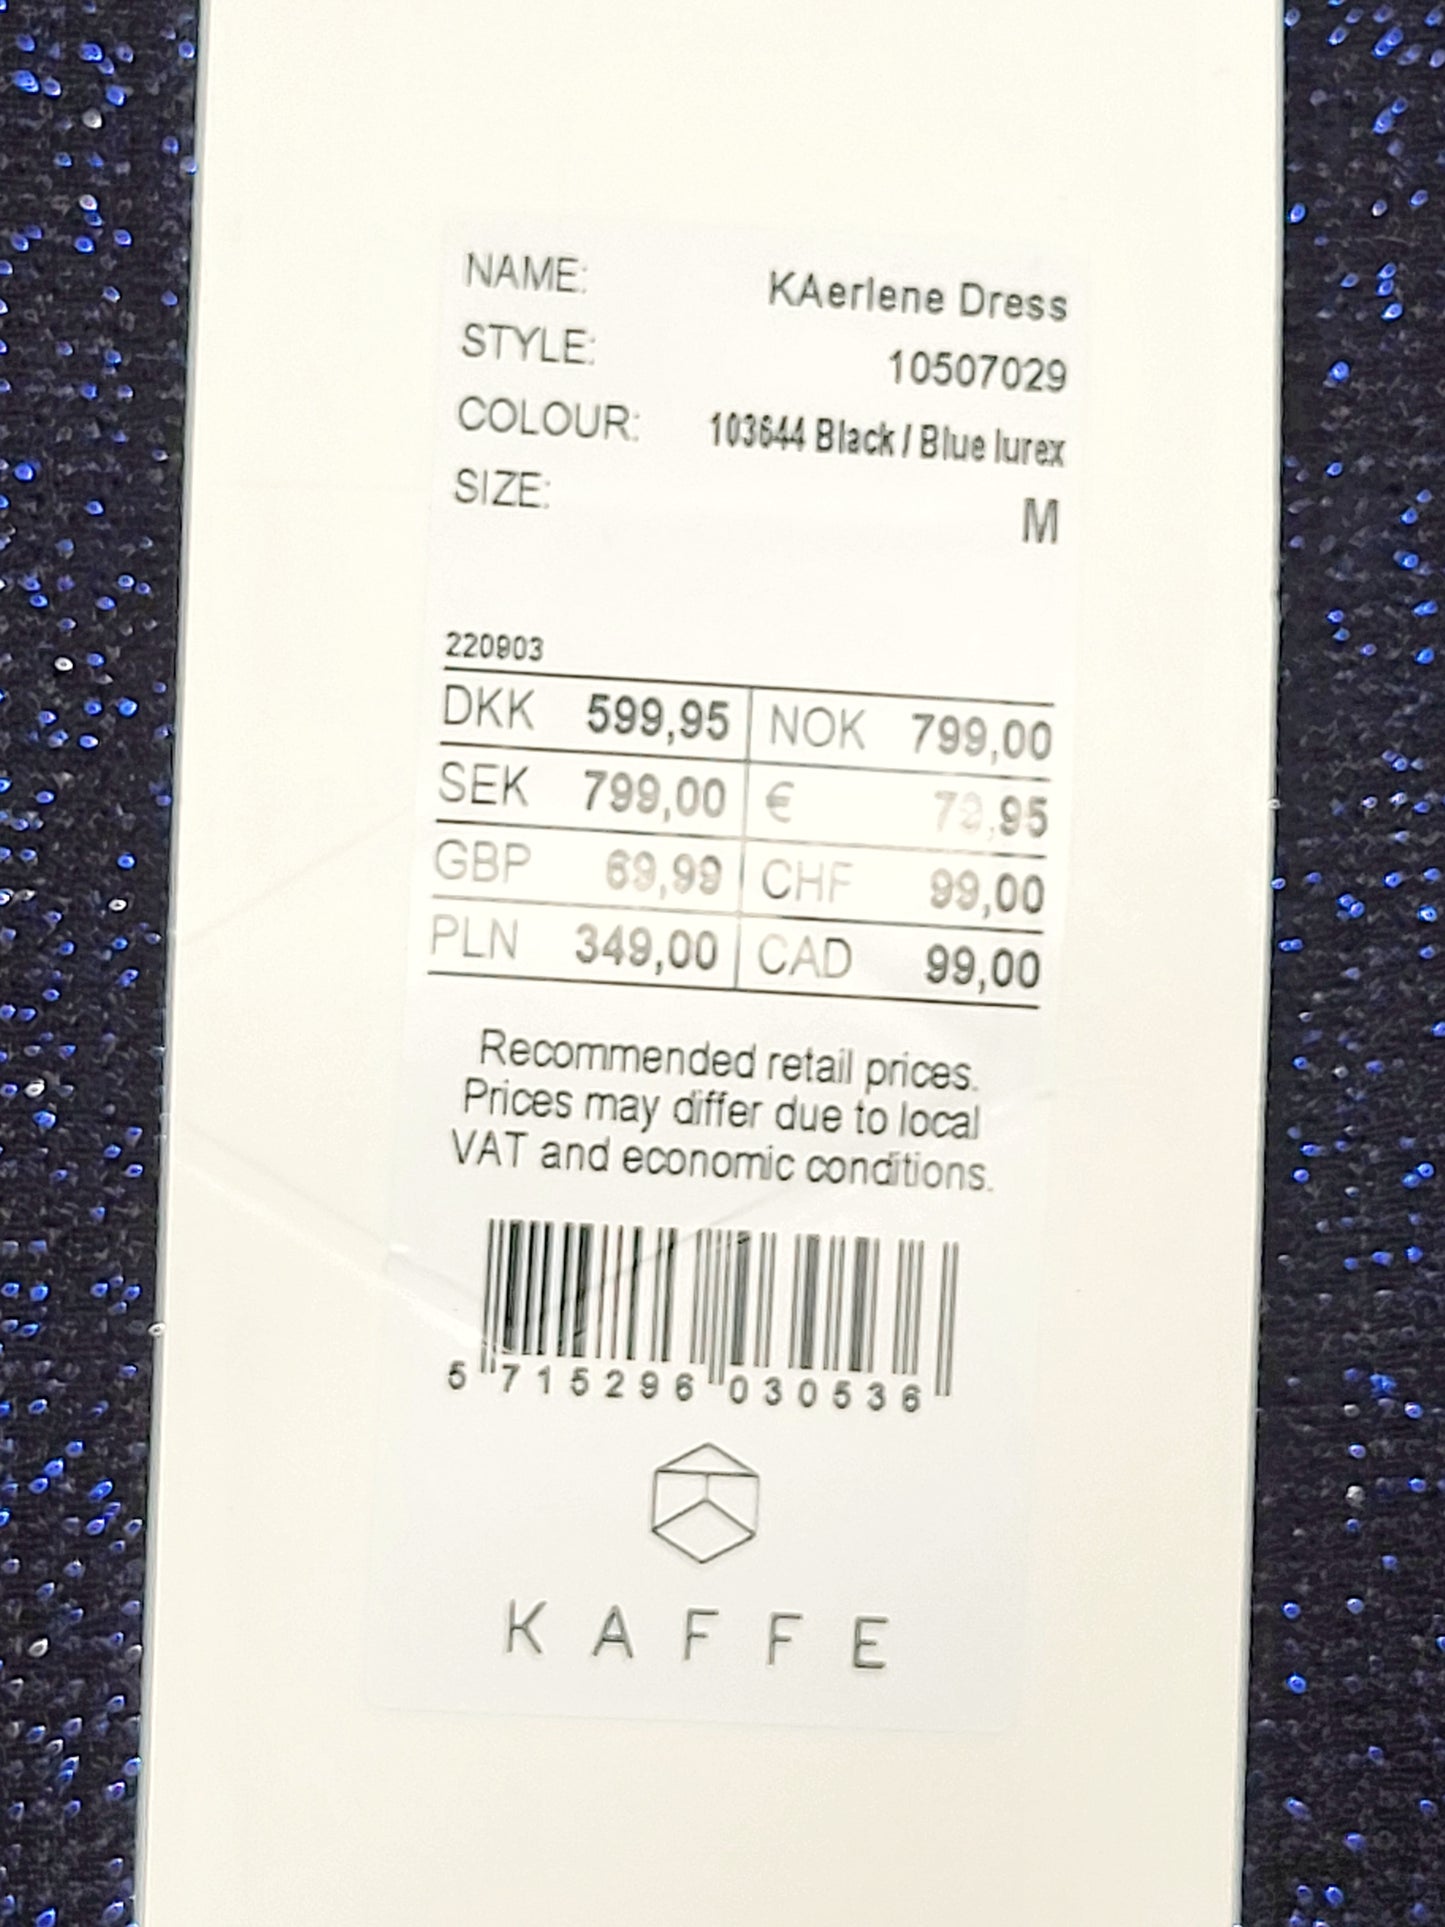 NAME: KAerlene Dress
STYLE: 10507029
COLOUR: 103644 Black / Blue lurex
SIZE: M
220903
DKK 599,95 NOK 799,00
SEK 799,00 € 79,95
GBP 69,99 CHF 99,00
PLN 349,00 CAD 99,00
Recommended retail prices.
Prices may differ due to local
VAT and economic conditions.
5 715296 030536
KAFFE